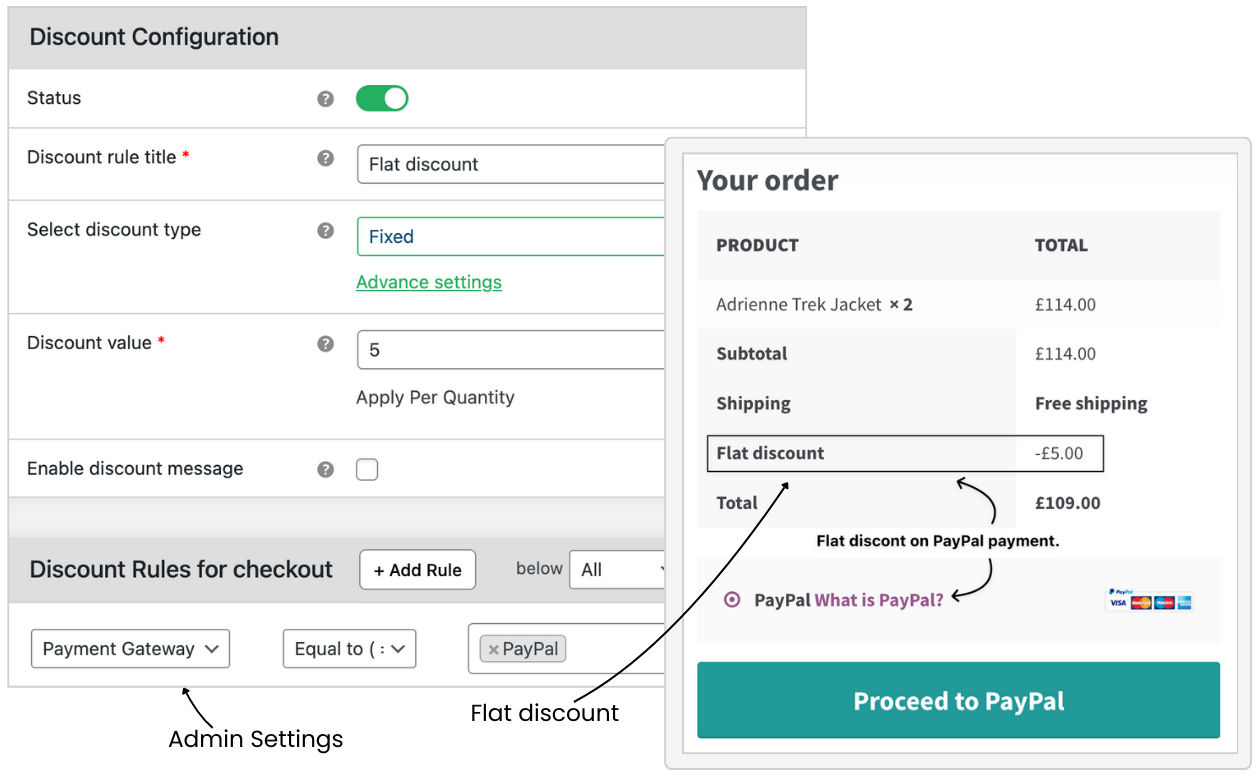 Discount Configuration
Status ?
Discount rule title * ? Flat discount
Select discount type ? Fixed
Advance settings
Discount value * ? 5
Apply Per Quantity
Enable discount message ?
Discount Rules for checkout + Add Rule below All
Payment Gateway Equal to ( : × PayPal
Admin Settings
Flat discount
Your order
PRODUCT TOTAL
Adrienne Trek Jacket × 2 £114.00
Subtotal £114.00
Shipping Free shipping
Flat discount -£5.00
Total £109.00
Flat discont on PayPal payment.
PayPal What is PayPal? PayPal VISA
Proceed to PayPal